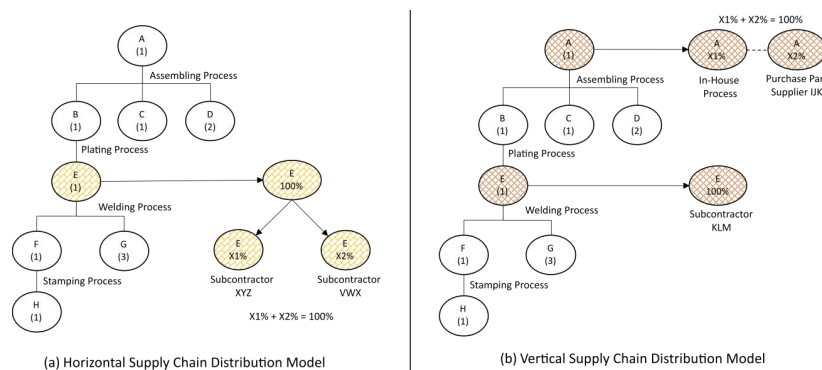 A
(1)
Assembling Process
B
(1)
C
(1)
D
(2)
Plating Process
E
(1)
E
100%
Welding Process
F
(1)
G
(3)
E
X1%
E
X2%
Stamping Process
Subcontractor
XYZ
Subcontractor
VWX
H
(1)
X1% + X2% = 100%
(a) Horizontal Supply Chain Distribution Model
X1% + X2% = 100%
A
(1)
A
X1%
A
X2%
Assembling Process
In-House
Process
Purchase Par
Supplier IJK
B
(1)
C
(1)
D
(2)
Plating Process
E
(1)
E
100%
Welding Process
Subcontractor
KLM
F
(1)
G
(3)
Stamping Process
H
(1)
(b) Vertical Supply Chain Distribution Model